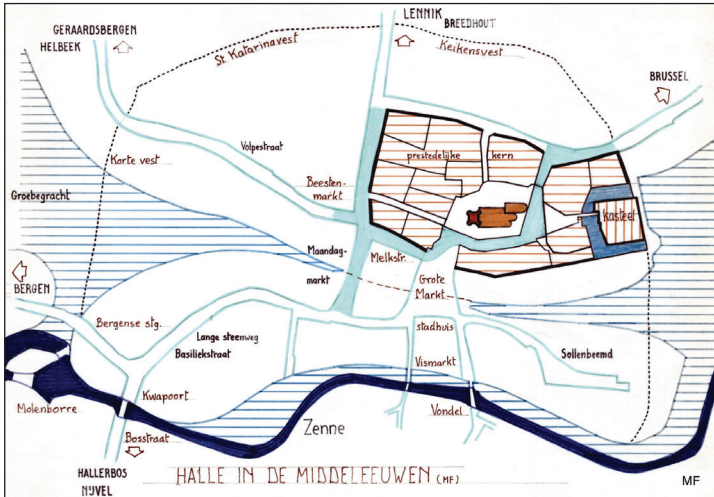 GERAARDSBERGEN
HELBEEK
LENNIK
BREEDHOUT
St Katarinavest
Keikensvest
BRUSSEL
Volpestraat
prestedelijke kern
Korte vest
Beesten-
markt
Groebegracht
kasteel
Maandag-
markt
Melkstr.
Grote
Markt
BERGEN
Bergense stg.
Lange steenweg
Basiliekstraat
stadhuis
Vismarkt
Sollenbeemd
Molenborre
Kwapoort
Vondel
Zenne
Bosstraat
HALLERBOS
NIJVEL
HALLE IN DE MIDDELEEUWEN (MF)
MF